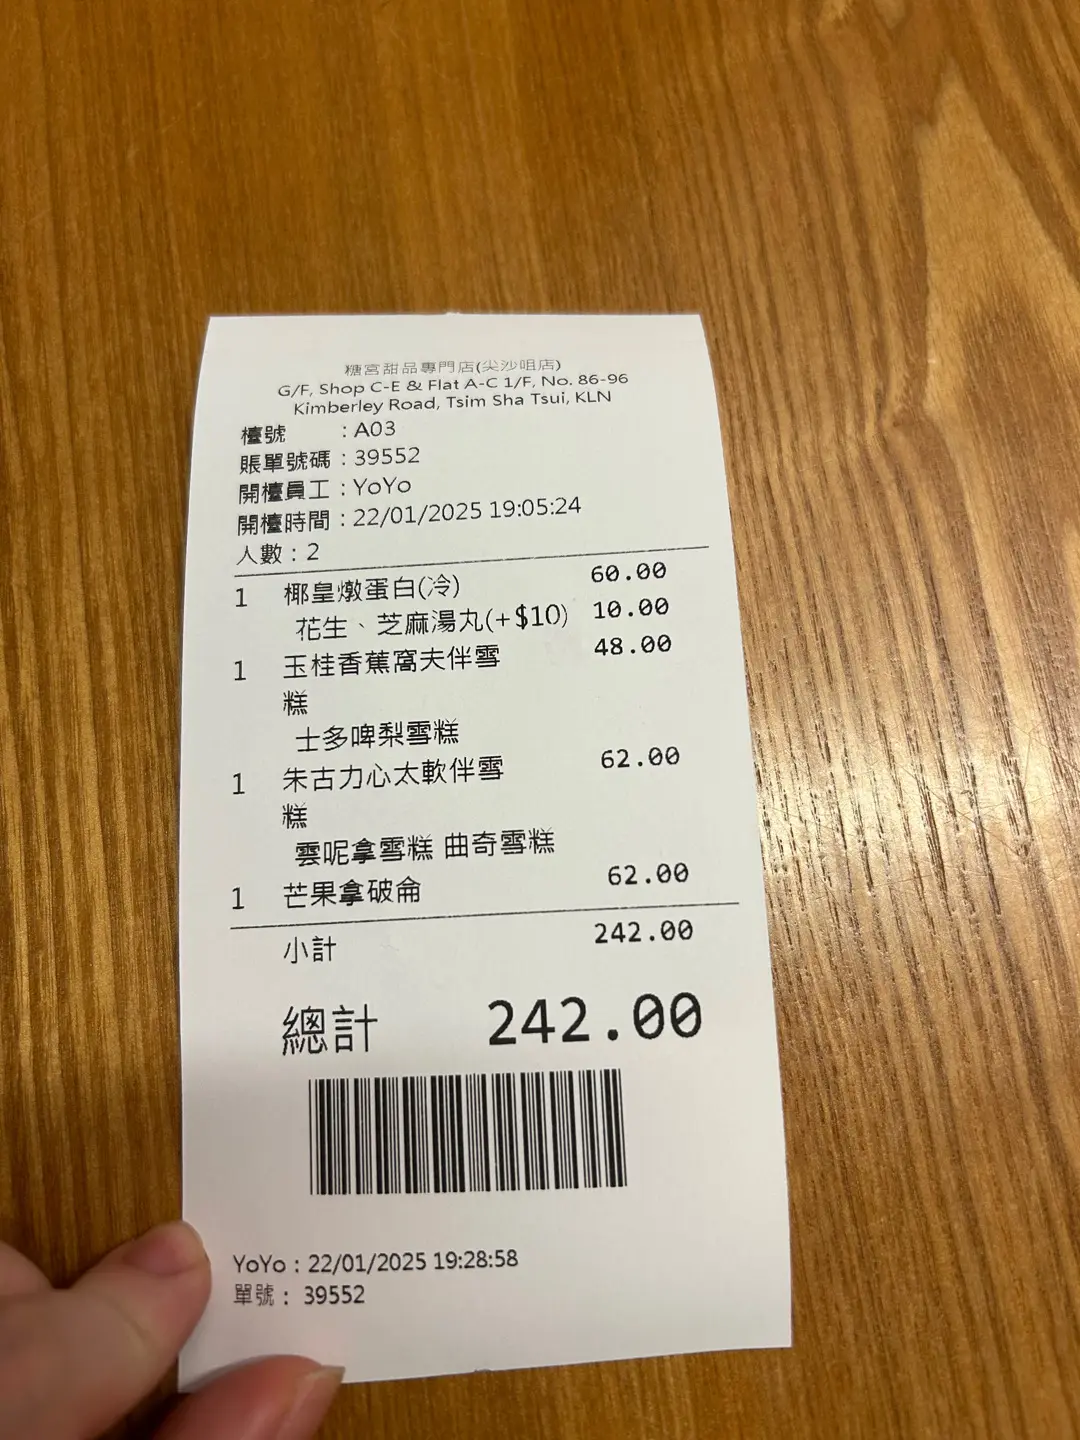 糖宮甜品專門店(尖沙咀店)
G/F, Shop C-E & Flat A-C 1/F, No. 86-96
Kimberley Road, Tsim Sha Tsui, KLN
檯號 : A03
賬單號碼 : 39552
開檯員工 : YoYo
開檯時間 : 22/01/2025 19:05:24
人數 : 2
1 椰皇燉蛋白(冷) 60.00
花生、芝麻湯丸(+$10) 10.00
1 玉桂香蕉窩夫伴雪 48.00
糕
士多啤梨雪糕
1 朱古力心太軟伴雪 62.00
糕
雲呢拿雪糕 曲奇雪糕
1 芒果拿破侖 62.00
小計 242.00
總計 242.00
YoYo : 22/01/2025 19:28:58
單號 : 39552